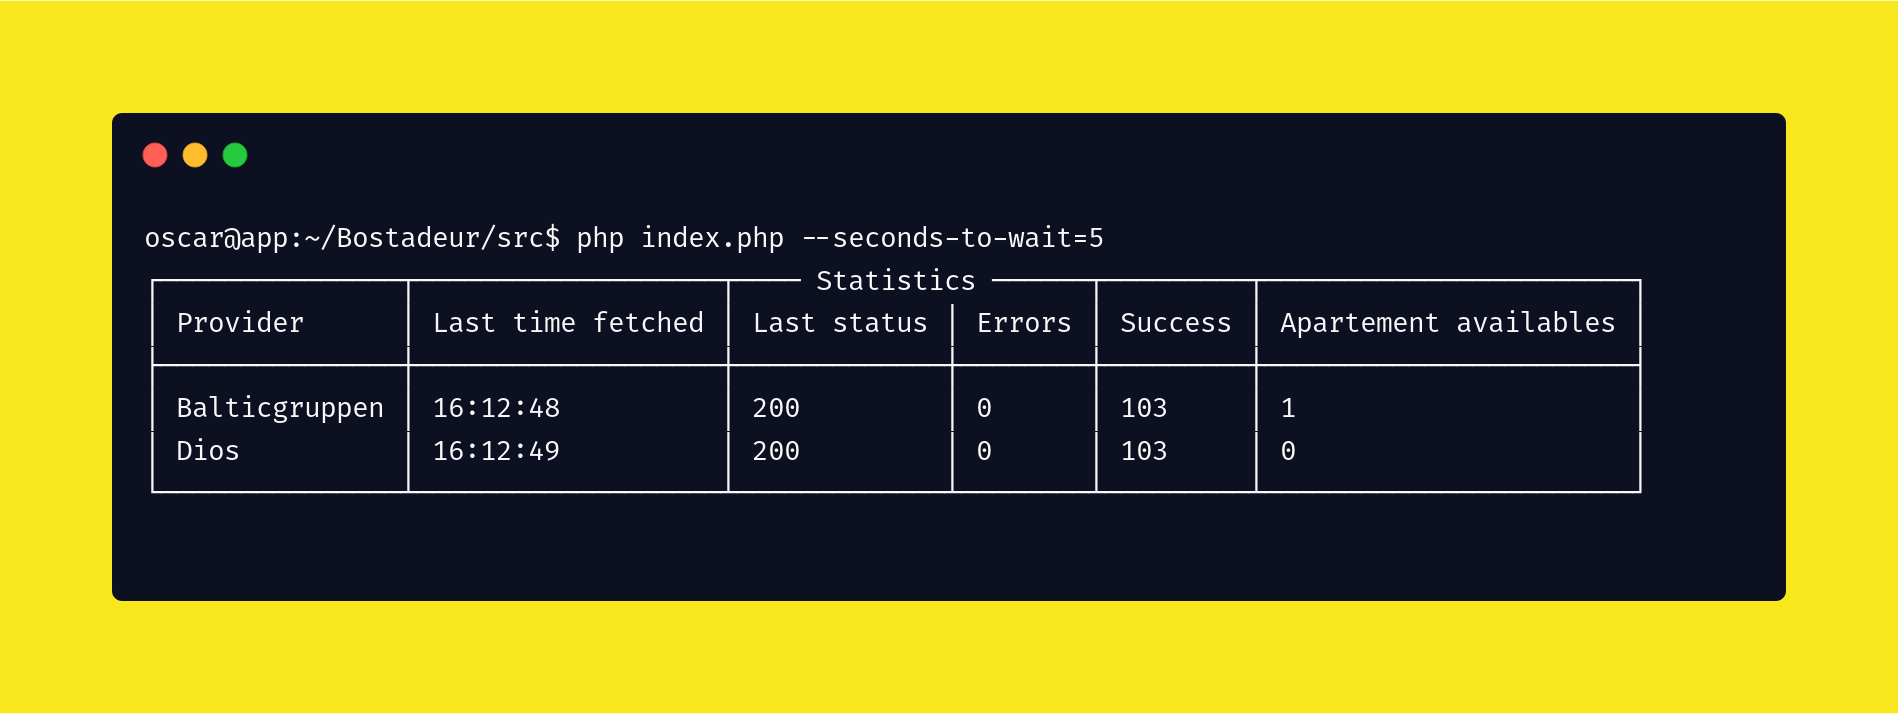 oscar@app:~/Bostadeur/src$ php index.php --seconds-to-wait=5
Statistics
Provider Last time fetched Last status Errors Success Apartement availables
Balticgruppen 16:12:48 200 0 103 1
Dios 16:12:49 200 0 103 0